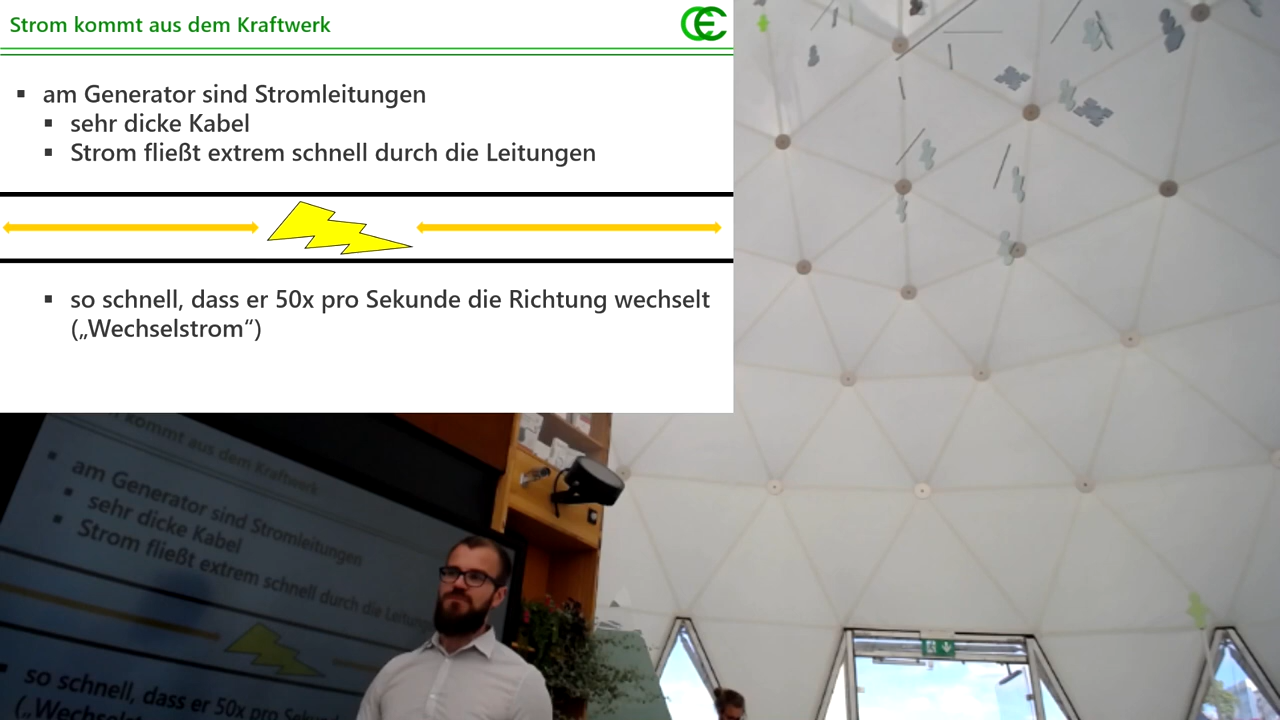 Strom kommt aus dem Kraftwerk
CE
▪ am Generator sind Stromleitungen
▪ sehr dicke Kabel
▪ Strom fließt extrem schnell durch die Leitungen
▪ so schnell, dass er 50x pro Sekunde die Richtung wechselt
(„Wechselstrom“)
kommt aus dem Kraftwerk
▪ am Generator sind Stromleitungen
▪ sehr dicke Kabel
▪ Strom fließt extrem schnell durch die Leitung
▪ so schnell, dass er 50x pro